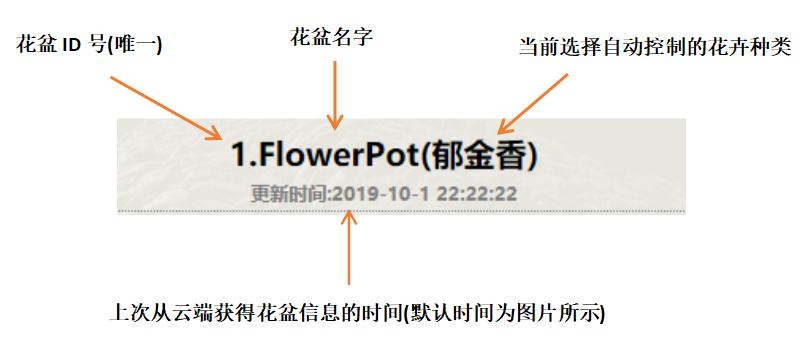 花盆 ID 号(唯一)
花盆名字
当前选择自动控制的花卉种类
1.FlowerPot(郁金香)
更新时间:2019-10-1 22:22:22
上次从云端获得花盆信息的时间(默认时间为图片所示)